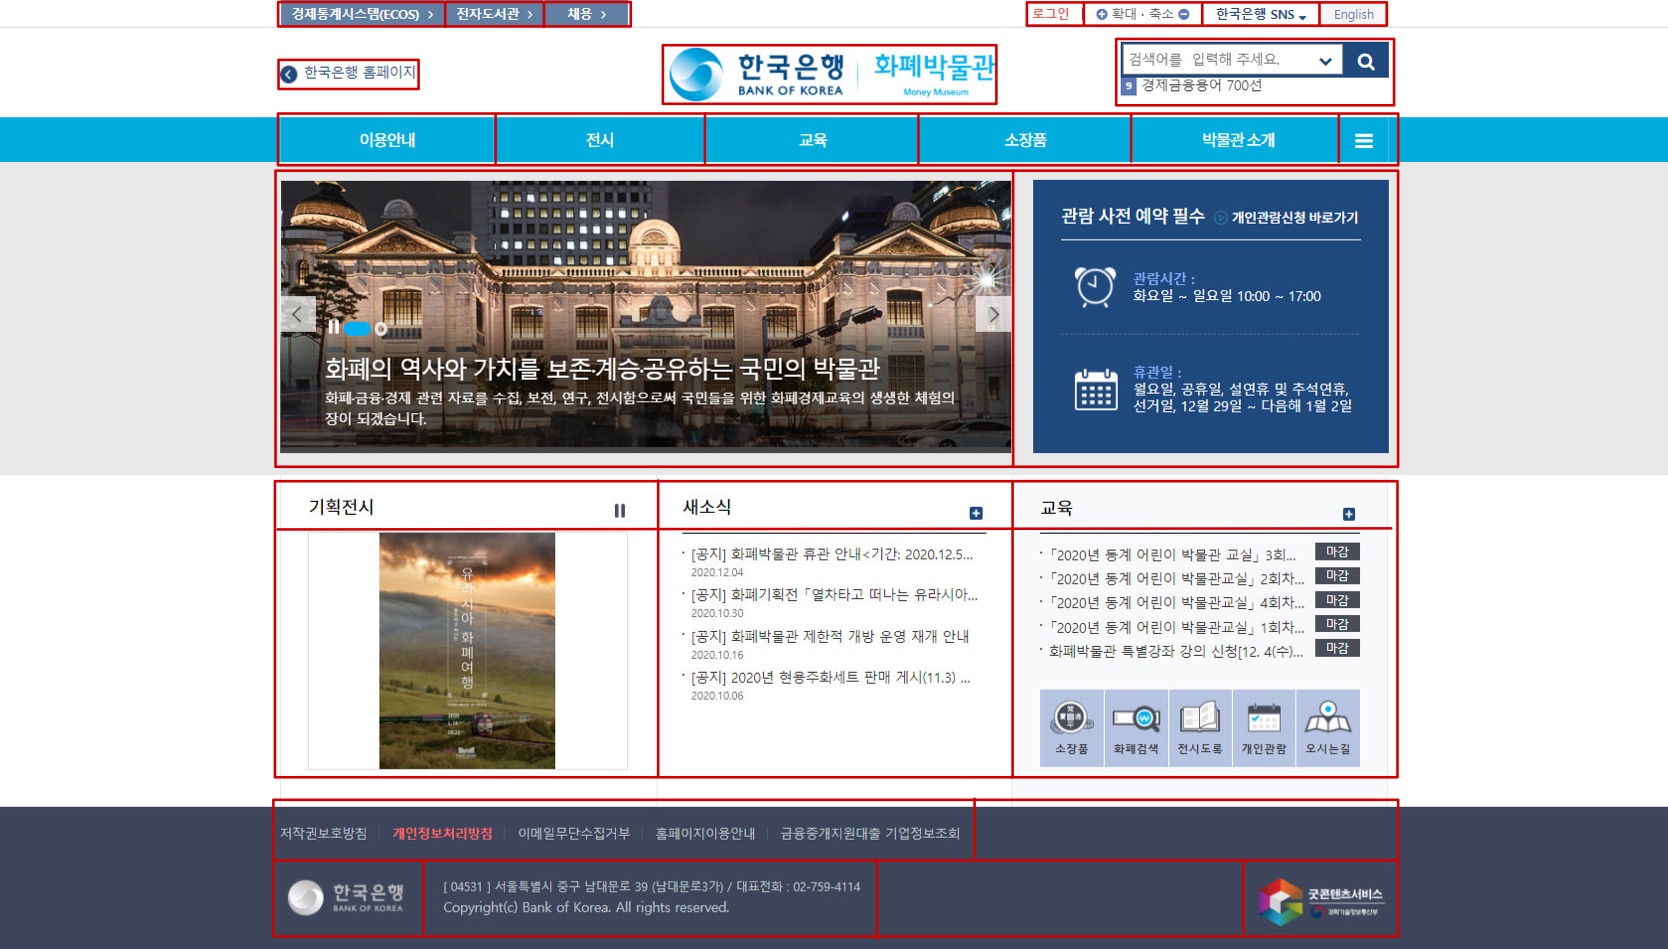 경제통계시스템(ECOS) > 전자도서관 > 채용 >
로그인 확대 · 축소 한국은행 SNS English
한국은행 홈페이지
한국은행 화폐박물관
BANK OF KOREA Money Museum
검색어를 입력해 주세요.
9 경제금융용어 700선
이용안내 전시 교육 소장품 박물관 소개
화폐의 역사와 가치를 보존·계승·공유하는 국민의 박물관
화폐·금융·경제 관련 자료를 수집, 보전, 연구, 전시함으로써 국민들을 위한 화폐경제교육의 생생한 체험의
장이 되겠습니다.
관람 사전 예약 필수 개인관람신청 바로가기
관람시간 :
화요일 ~ 일요일 10:00 ~ 17:00
휴관일 :
월요일, 공휴일, 설연휴 및 추석연휴,
선거일, 12월 29일 ~ 다음해 1월 2일
기획전시
유라시아 화폐여행
새소식
· [공지] 화폐박물관 휴관 안내<기간: 2020.12.5...
2020.12.04
· [공지] 화폐기획전 「열차타고 떠나는 유라시아...
2020.10.30
· [공지] 화폐박물관 제한적 개방 운영 재개 안내
2020.10.16
· [공지] 2020년 현용주화세트 판매 게시(11.3) ...
2020.10.06
교육
· 「2020년 동계 어린이 박물관 교실」 3회... 마감
· 「2020년 동계 어린이 박물관교실」 2회차... 마감
· 「2020년 동계 어린이 박물관교실」 4회차... 마감
· 「2020년 동계 어린이 박물관교실」 1회차... 마감
· 화폐박물관 특별강좌 강의 신청[12. 4(수)... 마감
소장품 화폐검색 전시도록 개인관람 오시는길
저작권보호방침 개인정보처리방침 이메일무단수집거부 홈페이지이용안내 금융중개지원대출 기업정보조회
한국은행
BANK OF KOREA
[ 04531 ] 서울특별시 중구 남대문로 39 (남대문로3가) / 대표전화 : 02-759-4114
Copyright(c) Bank of Korea. All rights reserved.
굿콘텐츠서비스
과학기술정보통신부